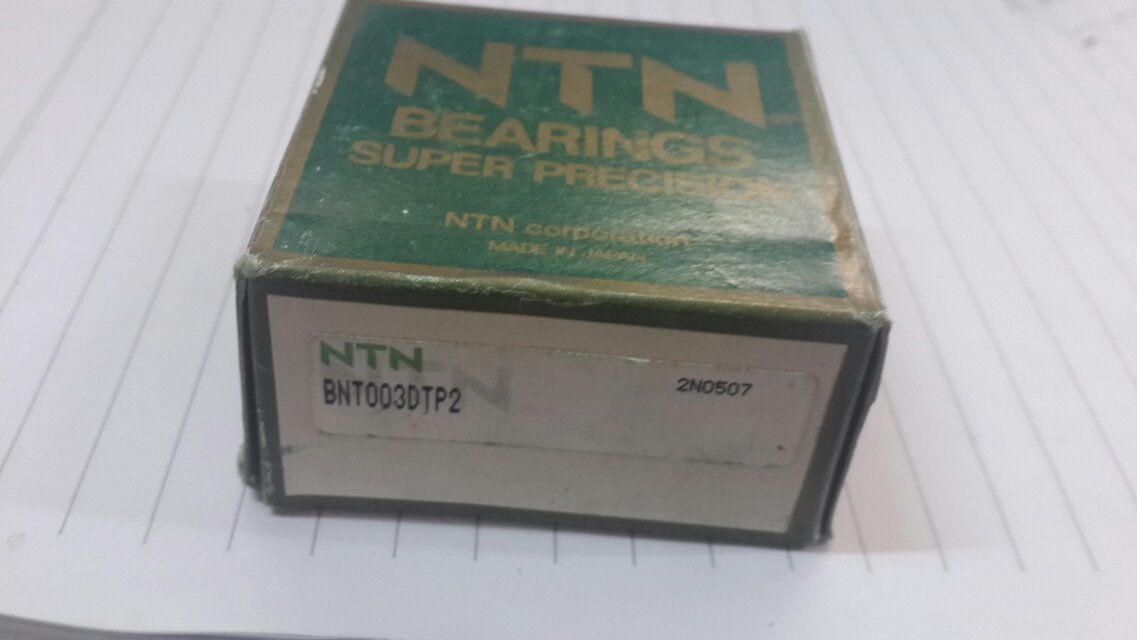 NTN
BEARINGS
SUPER PRECISION
NTN corporation
MADE IN JAPAN
NTN
BNT003DTP2
2N0507